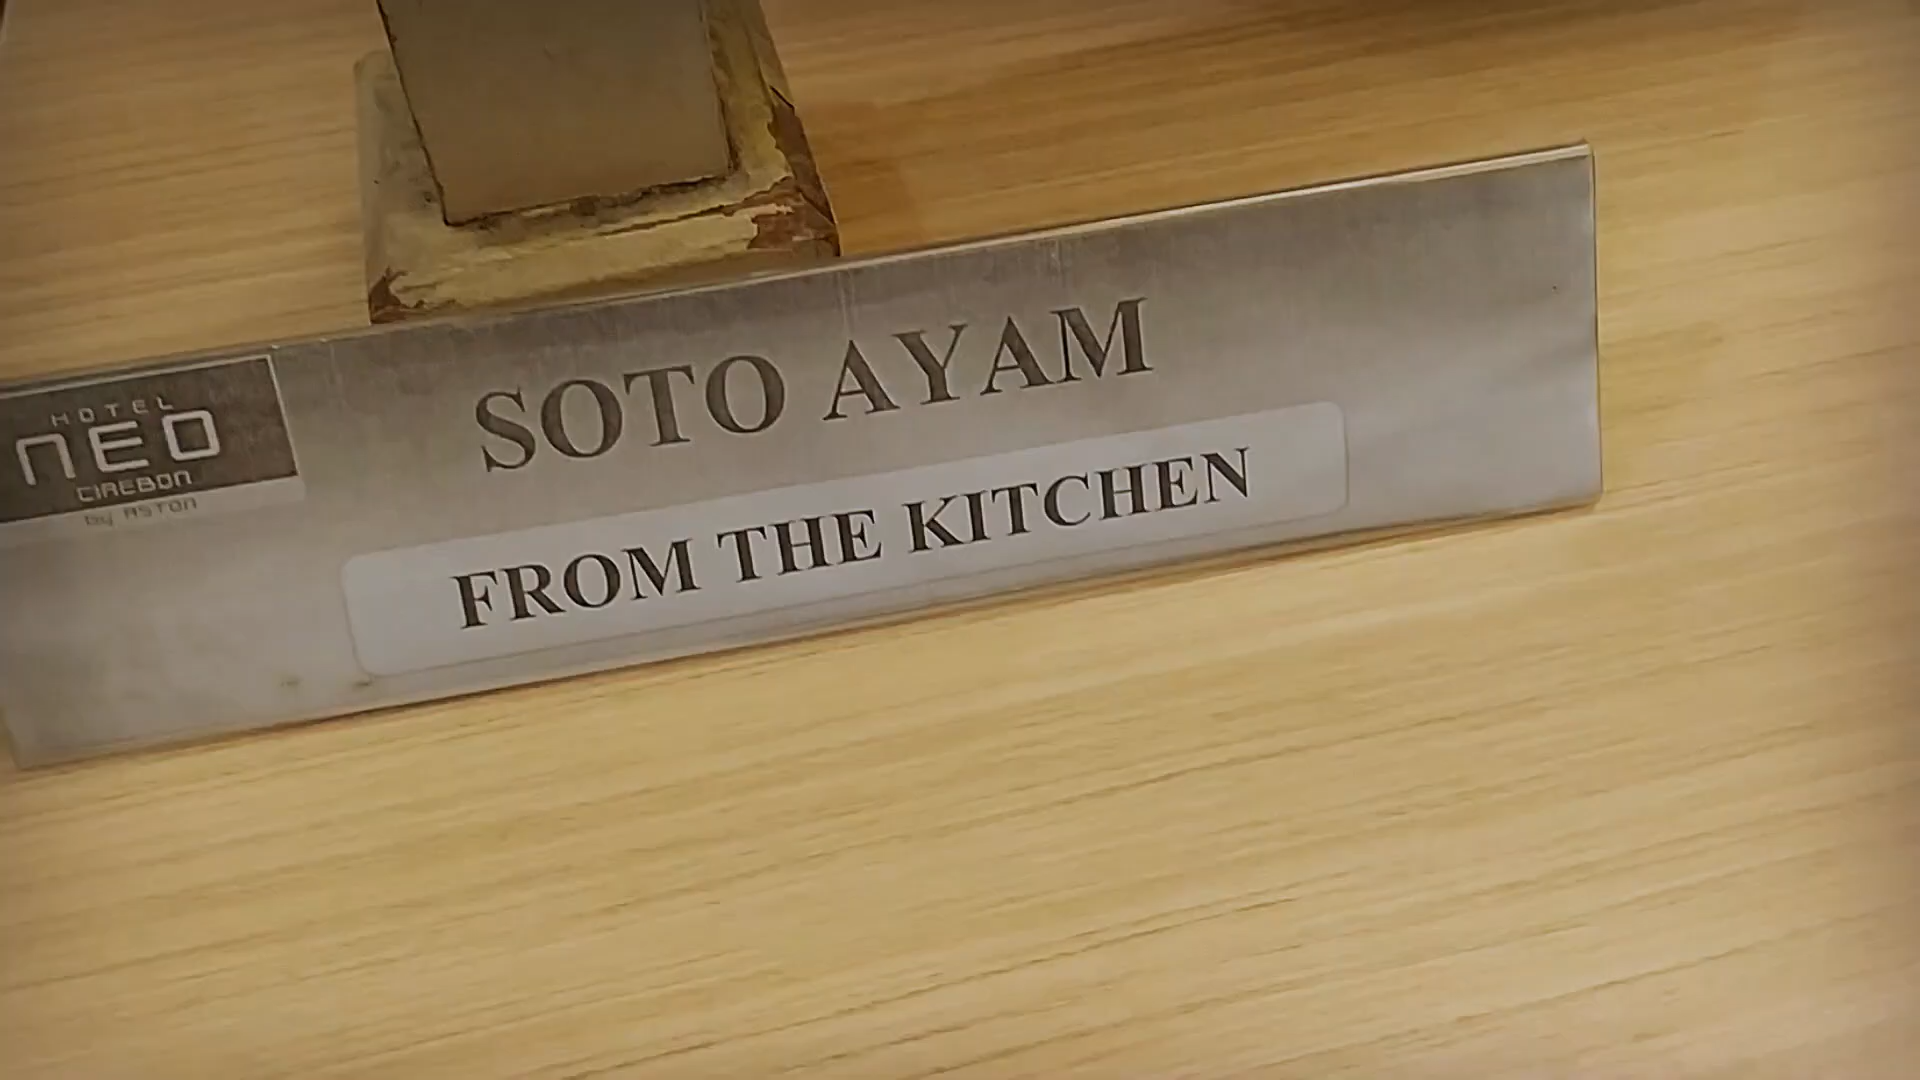 HOTEL
NEO
CIREBON
by ASTON
SOTO AYAM
FROM THE KITCHEN